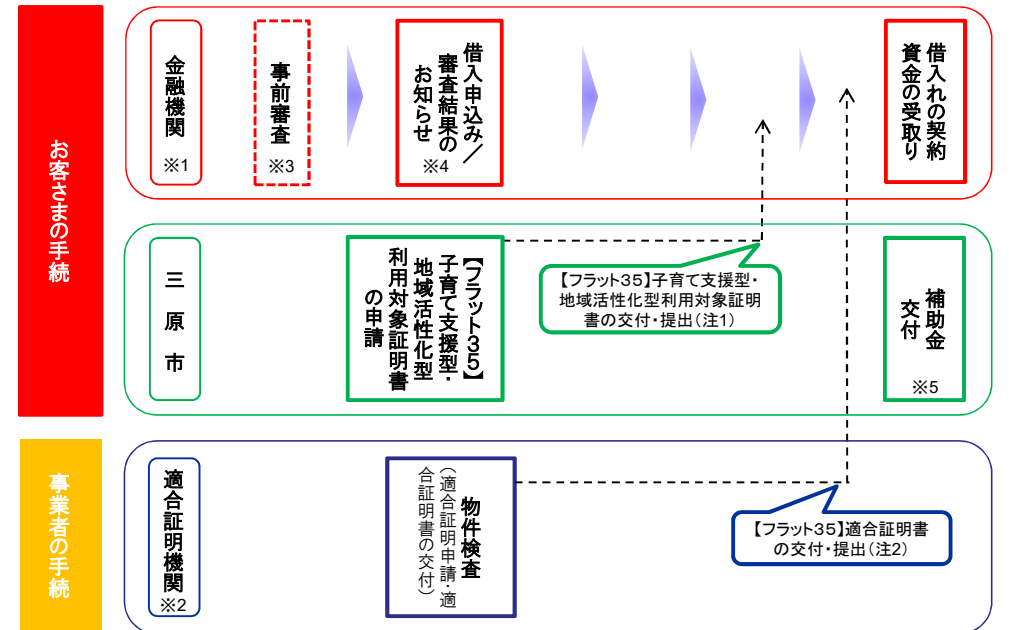 お客さまの手続
金融機関
※1
事前審査
※3
借入申込み／
審査結果の
お知らせ
※4
借入れの契約
資金の受取り
三原市
【フラット35】
子育て支援型・
地域活性化型
利用対象証明書
の申請
【フラット35】子育て支援型・
地域活性化型利用対象証明
書の交付・提出（注1）
補助金
交付
※5
事業者の手続
適合証明機関
※2
物件検査
（適合証明申請・適
合証明書の交付）
【フラット35】適合証明書
の交付・提出（注2）